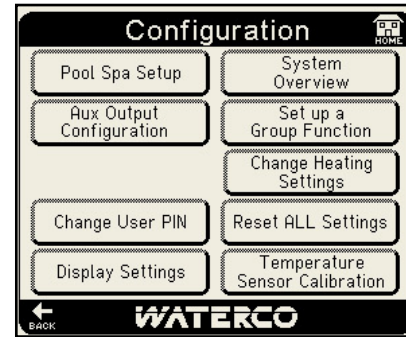 Configuration
HOME
Pool Spa Setup
System
Overview
Aux Output
Configuration
Set up a
Group Function
Change Heating
Settings
Change User PIN
Reset ALL Settings
Display Settings
Temperature
Sensor Calibration
BACK
WATERCO